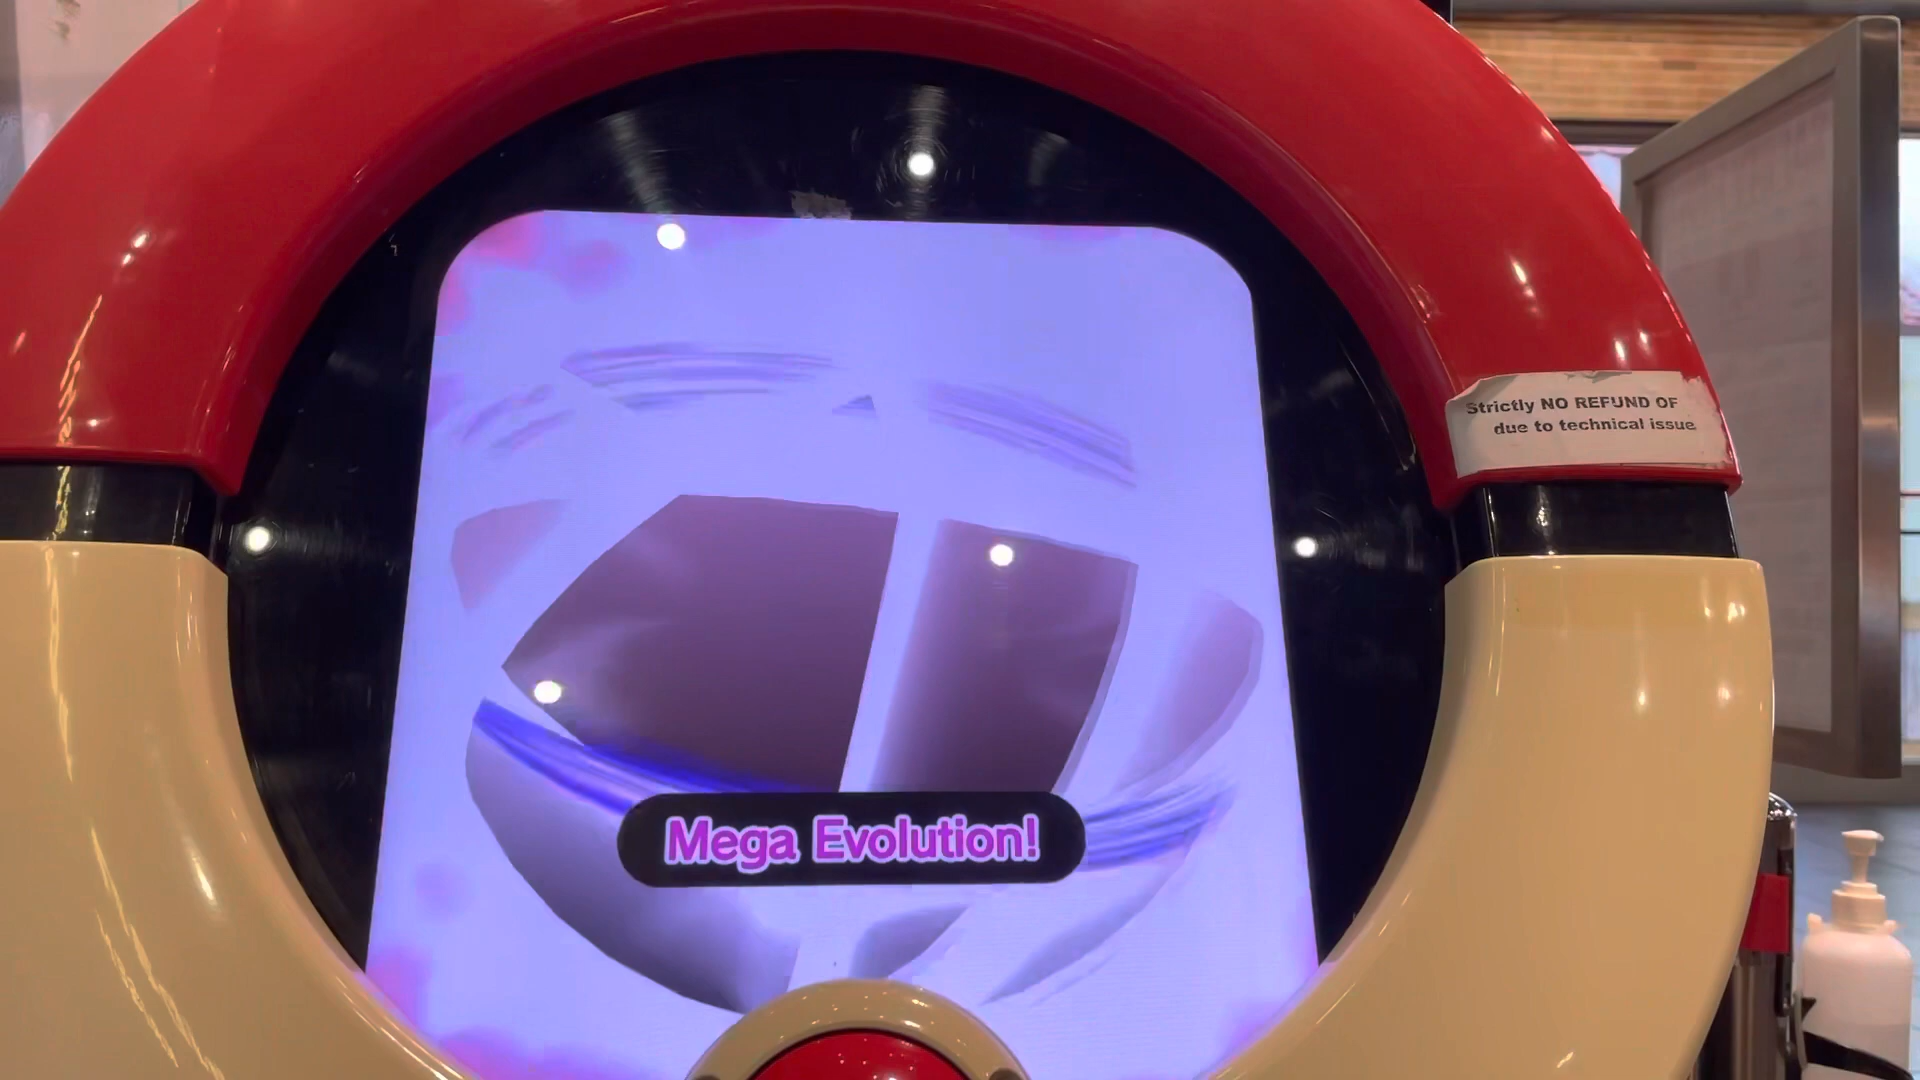 Strictly NO REFUND OF
due to technical issue
Mega Evolution!